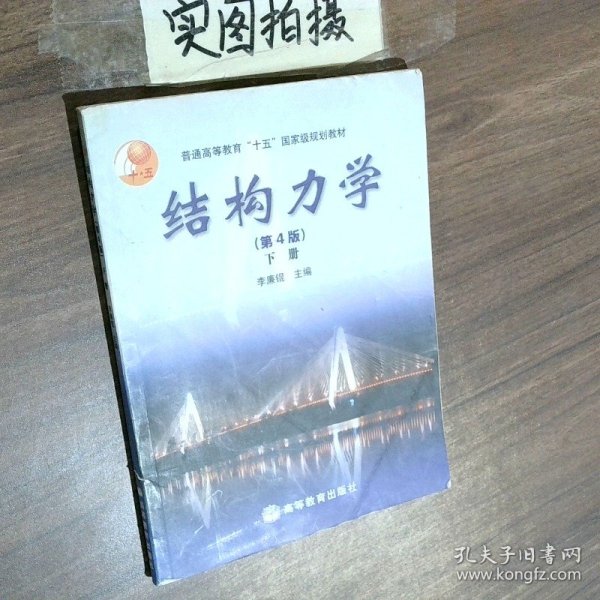 实图拍摄
普通高等教育“十五”国家级规划教材
十·五
结构力学
(第4版)
下 册
李廉锟 主编
高等教育出版社
孔夫子旧书网
www.kongfz.com